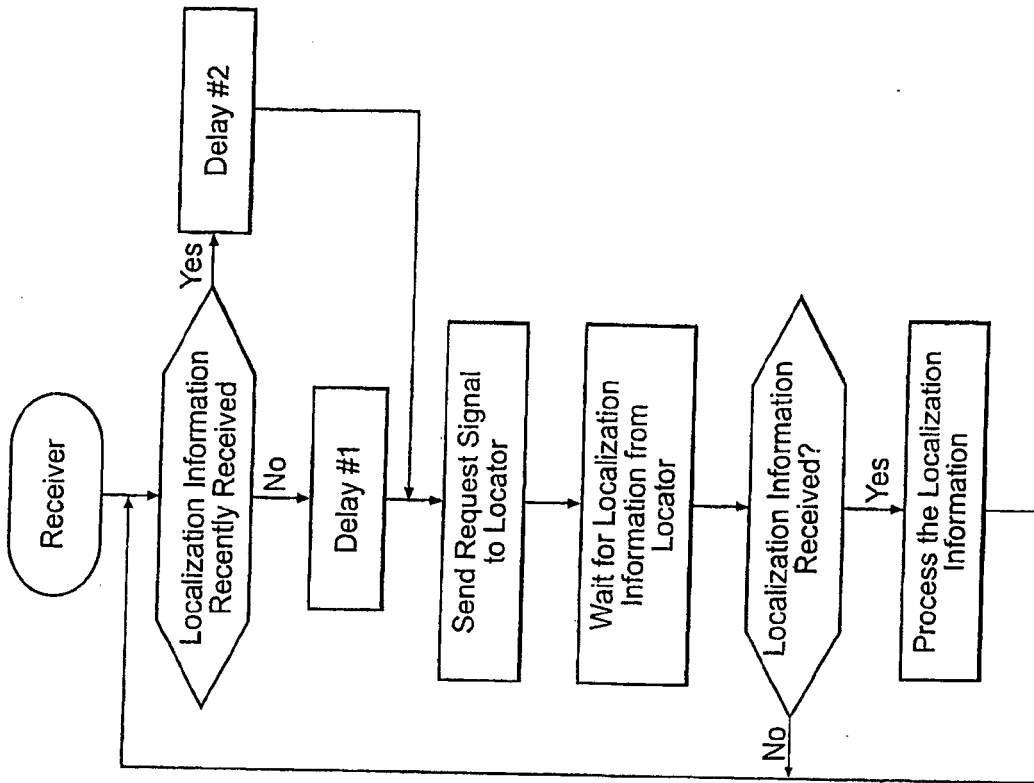 Receiver
Localization Information
Recently Received
Yes
Delay #2
No
Delay #1
Send Request Signal
to Locator
Wait for Localization
Information from
Locator
Localization Information
Received?
No
Yes
Process the Localization
Information